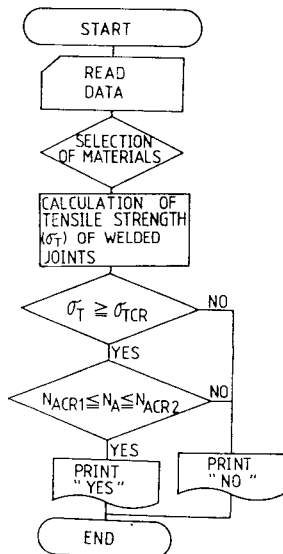 START
READ
DATA
SELECTION
OF MATERIALS
CALCULATION OF
TENSILE STRENGTH
(σT) OF WELDED
JOINTS
σT ≧ σTCR
NO
YES
NACR1≦NA≦NACR2
NO
YES
PRINT
"YES"
PRINT
"NO"
END